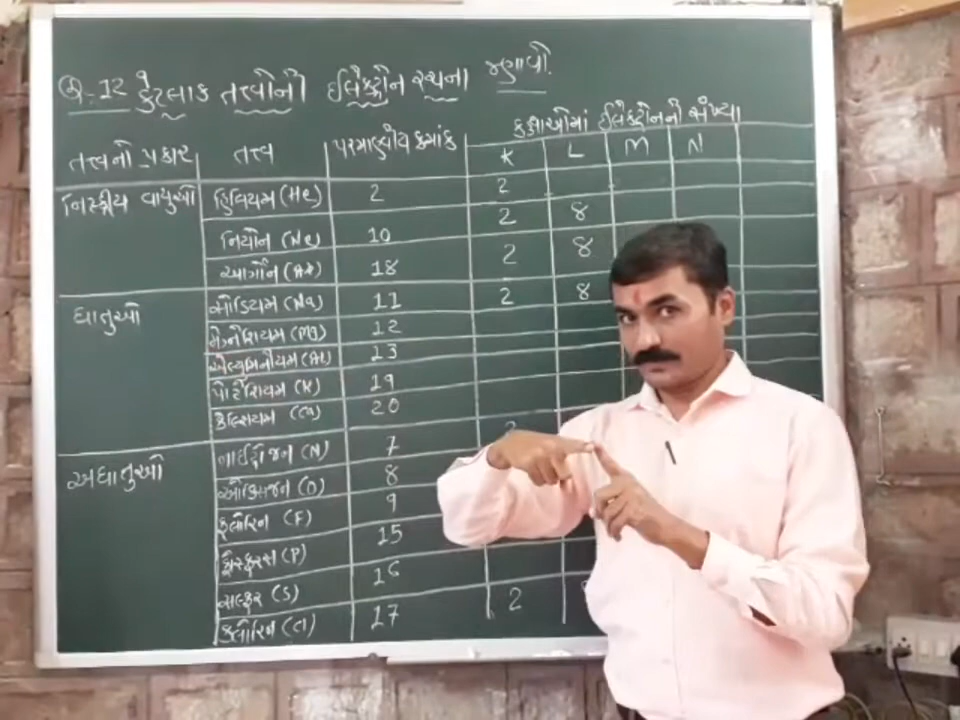 Q-12 કેટલાક તત્ત્વોની ઈલેક્ટ્રોન રચના જણાવો.
તત્ત્વનો પ્રકાર તત્ત્વ પરમાણ્વીય ક્રમાંક કક્ષાઓમાં ઈલેક્ટ્રોનની સંખ્યા
K L M N
નિષ્ક્રીય વાયુઓ હિલિયમ (He) 2 2
નિયોન (Ne) 10 2 8
આર્ગોન (Ar) 18 2 8
ધાતુઓ સોડિયમ (Na) 11 2 8
મેગ્નેશિયમ (Mg) 12
એલ્યુમિનીયમ (Al) 13
પોટેશિયમ (K) 19
કેલ્સિયમ (Ca) 20
અધાતુઓ નાઈટ્રોજન (N) 7
ઓક્સિજન (O) 8
ફ્લોરિન (F) 9
ફોસ્ફરસ (P) 15
સલ્ફર (S) 16
ક્લોરિન (Cl) 17 2